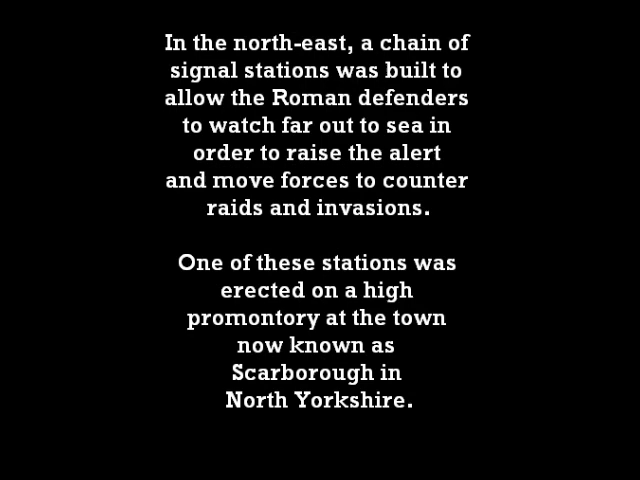 In the north-east, a chain of
signal stations was built to
allow the Roman defenders
to watch far out to sea in
order to raise the alert
and move forces to counter
raids and invasions.
One of these stations was
erected on a high
promontory at the town
now known as
Scarborough in
North Yorkshire.